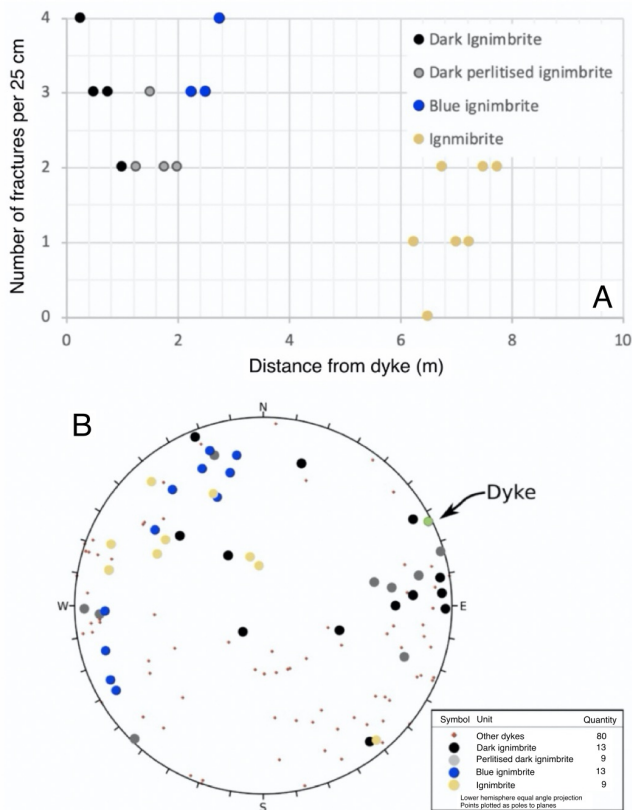 4
3
2
1
0
Number of fractures per 25 cm
Dark Ignimbrite
Dark perlitised ignimbrite
Blue ignimbrite
Ignmibrite
A
0 2 4 6 8 10
Distance from dyke (m)
B
N
Dyke
W
E
S
Symbol Unit Quantity
Other dykes 80
Dark ignimbrite 13
Perlitised dark ignimbrite 9
Blue ignimbrite 13
Ignimbrite 9
Lower hemisphere equal angle projection
Points plotted as poles to planes